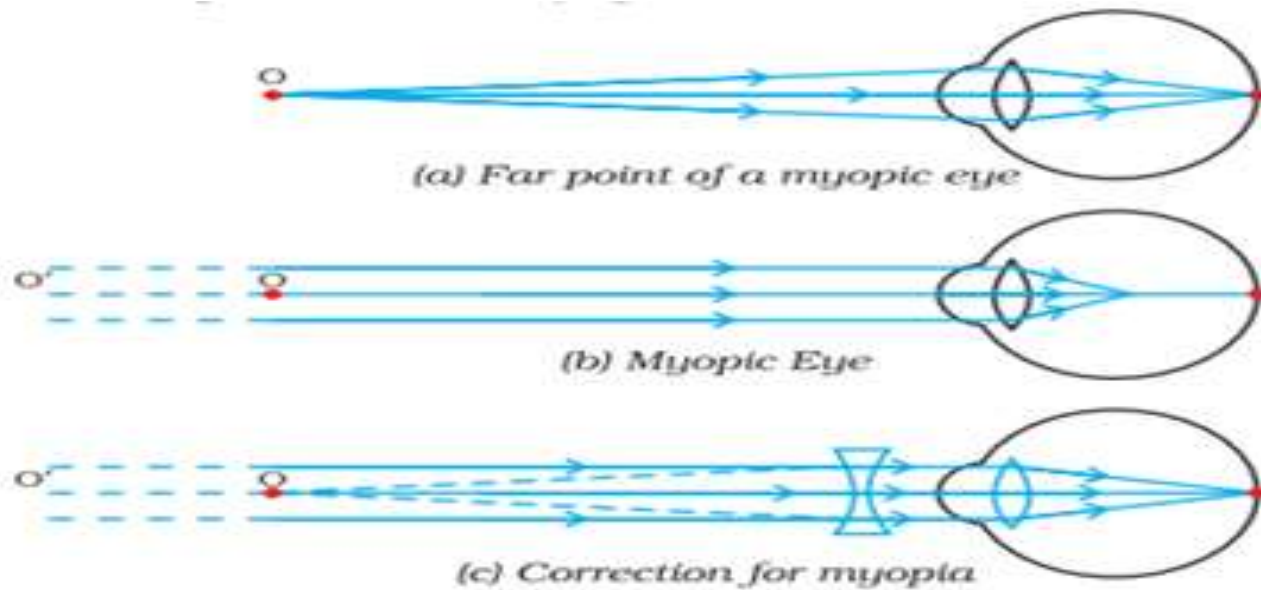 O
(a) Far point of a myopic eye
O' O
(b) Myopic Eye
O' O
(c) Correction for myopia